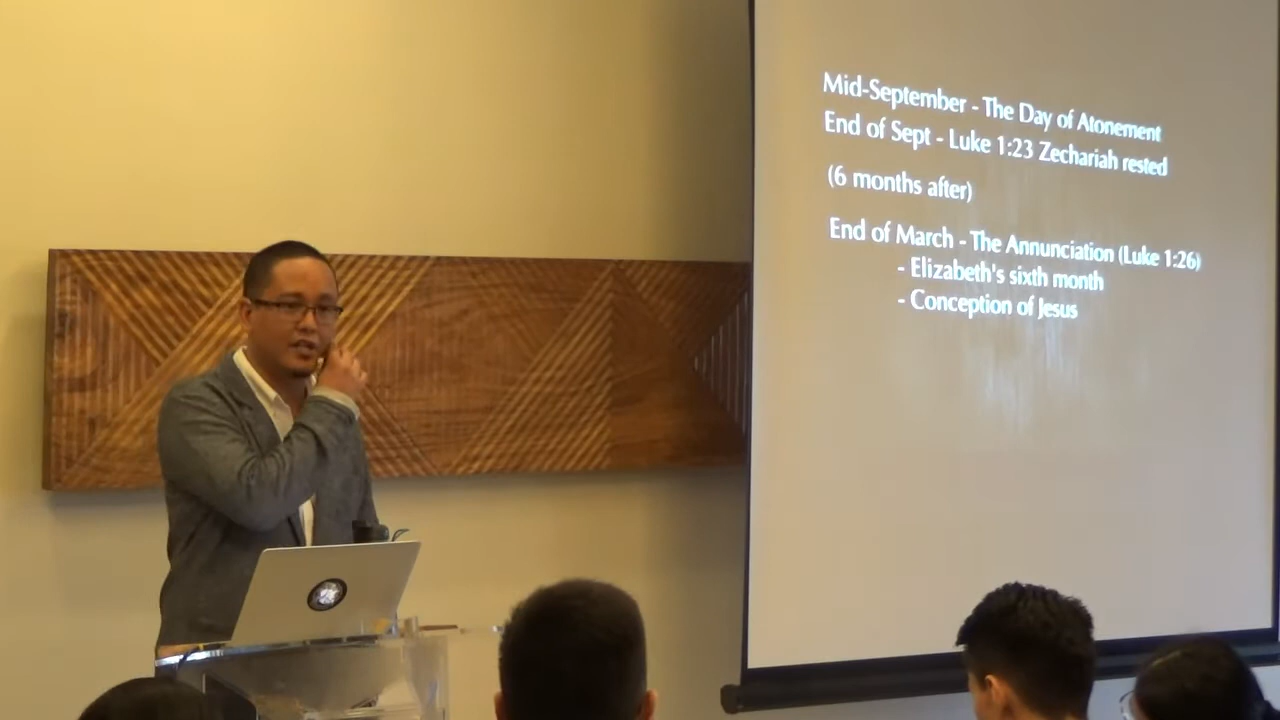 Mid-September - The Day of Atonement
End of Sept - Luke 1:23 Zechariah rested
(6 months after)
End of March - The Annunciation (Luke 1:26)
- Elizabeth's sixth month
- Conception of Jesus